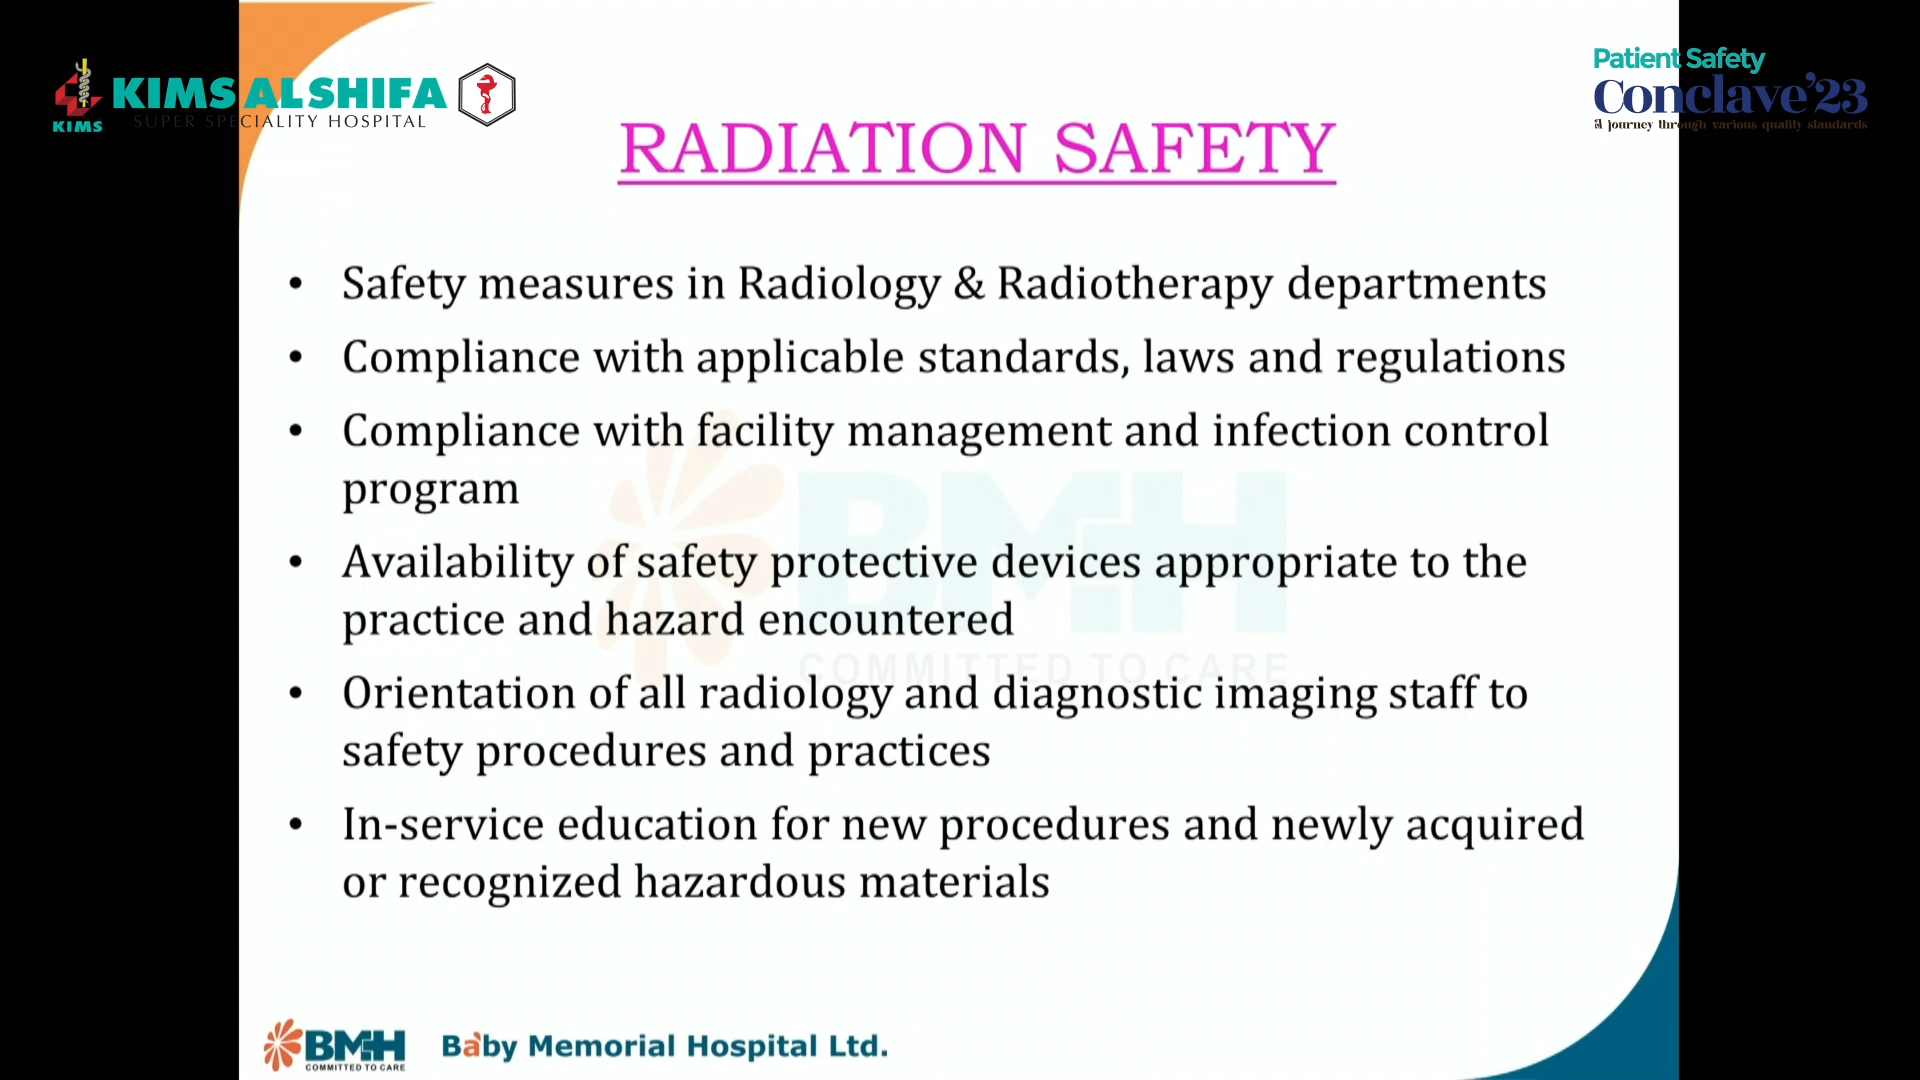 KIMS ALSHIFA
SUPER SPECIALITY HOSPITAL
KIMS
Patient Safety
Conclave'23
A journey through various quality standards
RADIATION SAFETY
• Safety measures in Radiology & Radiotherapy departments
• Compliance with applicable standards, laws and regulations
• Compliance with facility management and infection control
program
• Availability of safety protective devices appropriate to the
practice and hazard encountered
• Orientation of all radiology and diagnostic imaging staff to
safety procedures and practices
• In-service education for new procedures and newly acquired
or recognized hazardous materials
BMH
COMMITTED TO CARE
BMH
COMMITTED TO CARE
Baby Memorial Hospital Ltd.